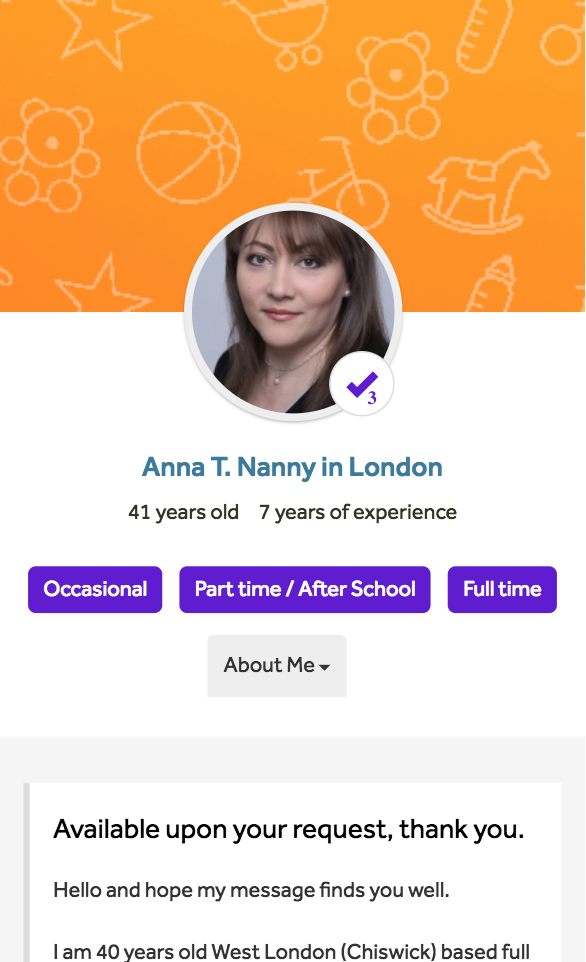 3
Anna T. Nanny in London
41 years old 7 years of experience
Occasional Part time / After School Full time
About Me
Available upon your request, thank you.
Hello and hope my message finds you well.
I am 40 years old West London (Chiswick) based full